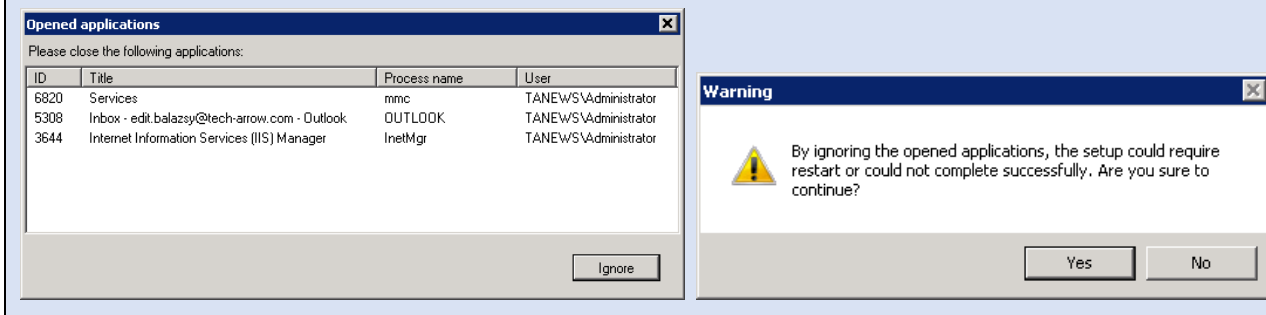 Opened applications
Please close the following applications:
ID Title Process name User
6820 Services mmc TANEWS\Administrator
5308 Inbox - edit.balazsy@tech-arrow.com - Outlook OUTLOOK TANEWS\Administrator
3644 Internet Information Services (IIS) Manager InetMgr TANEWS\Administrator
Ignore
Warning
By ignoring the opened applications, the setup could require
restart or could not complete successfully. Are you sure to
continue?
Yes No